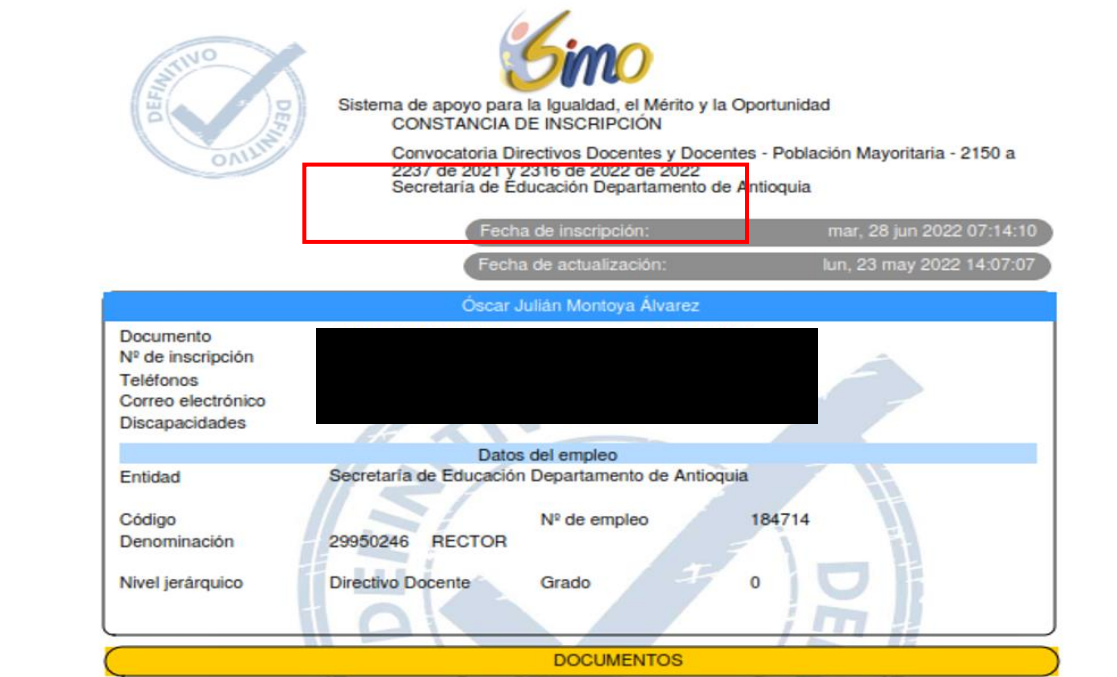 Simo
DEFINITIVO
DEFINITIVO
Sistema de apoyo para la Igualdad, el Mérito y la Oportunidad
CONSTANCIA DE INSCRIPCIÓN
Convocatoria Directivos Docentes y Docentes - Población Mayoritaria - 2150 a
2237 de 2021 y 2316 de 2022 de 2022
Secretaría de Educación Departamento de Antioquia
Fecha de inscripción: mar, 28 jun 2022 07:14:10
Fecha de actualización: lun, 23 may 2022 14:07:07
Óscar Julián Montoya Álvarez
Documento
Nº de inscripción
Teléfonos
Correo electrónico
Discapacidades
Datos del empleo
Entidad Secretaría de Educación Departamento de Antioquia
Código Nº de empleo 184714
Denominación 29950246 RECTOR
Nivel jerárquico Directivo Docente Grado 0
DOCUMENTOS